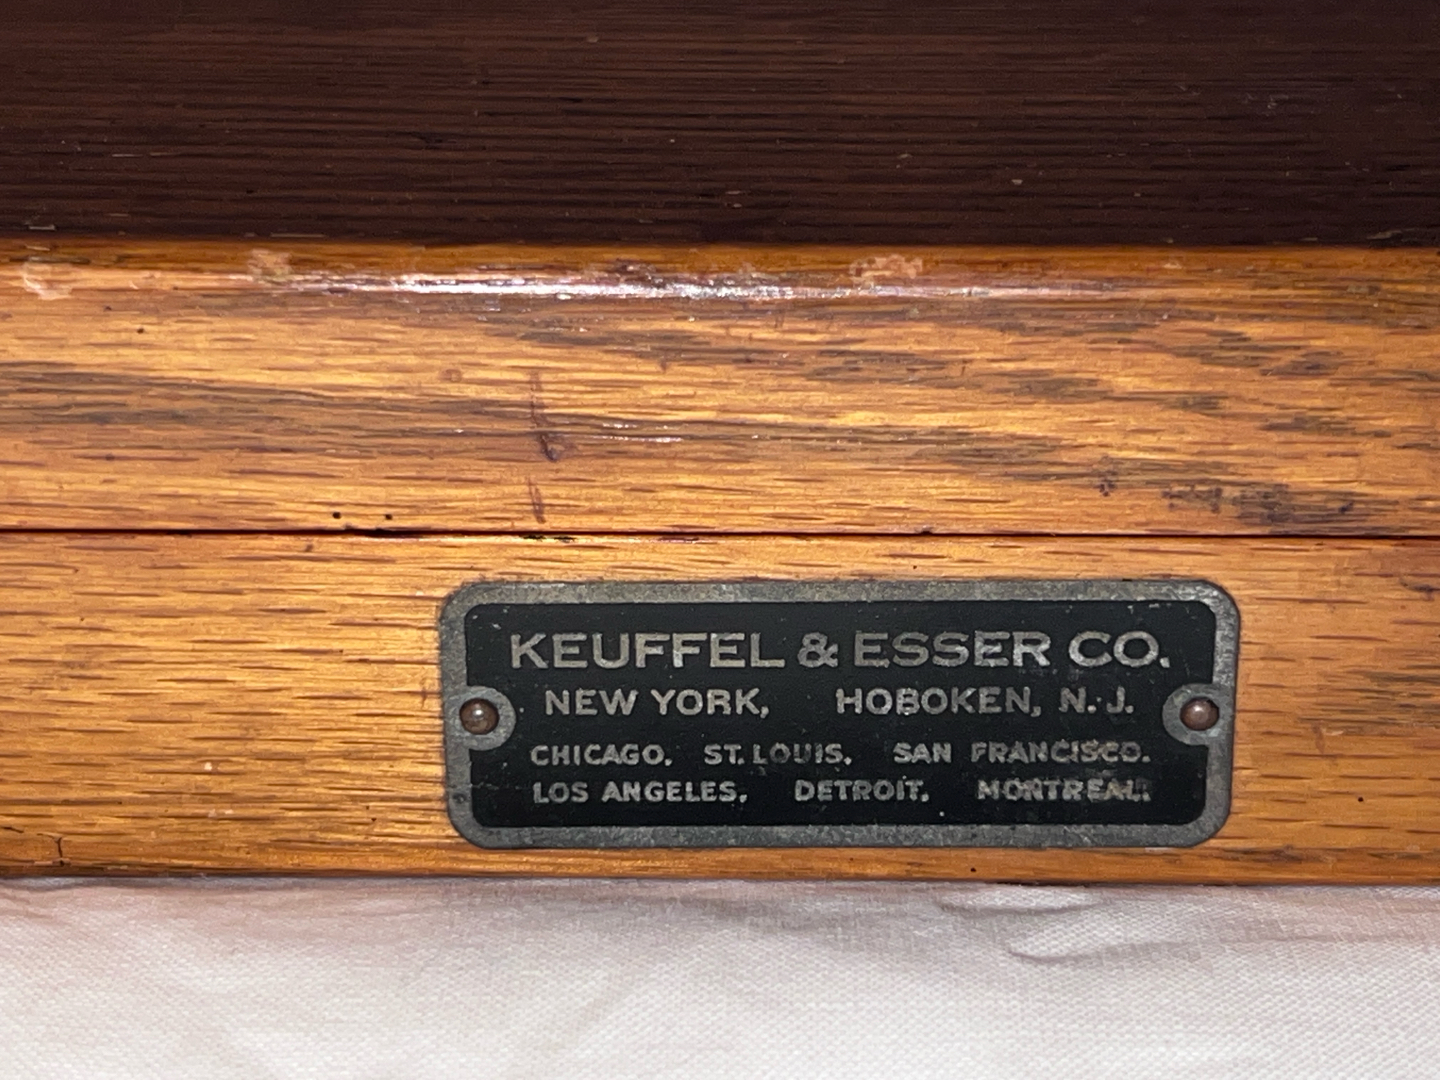 KEUFFEL & ESSER CO.
NEW YORK, HOBOKEN, N.J.
CHICAGO. ST. LOUIS. SAN FRANCISCO.
LOS ANGELES. DETROIT. MONTREAL.